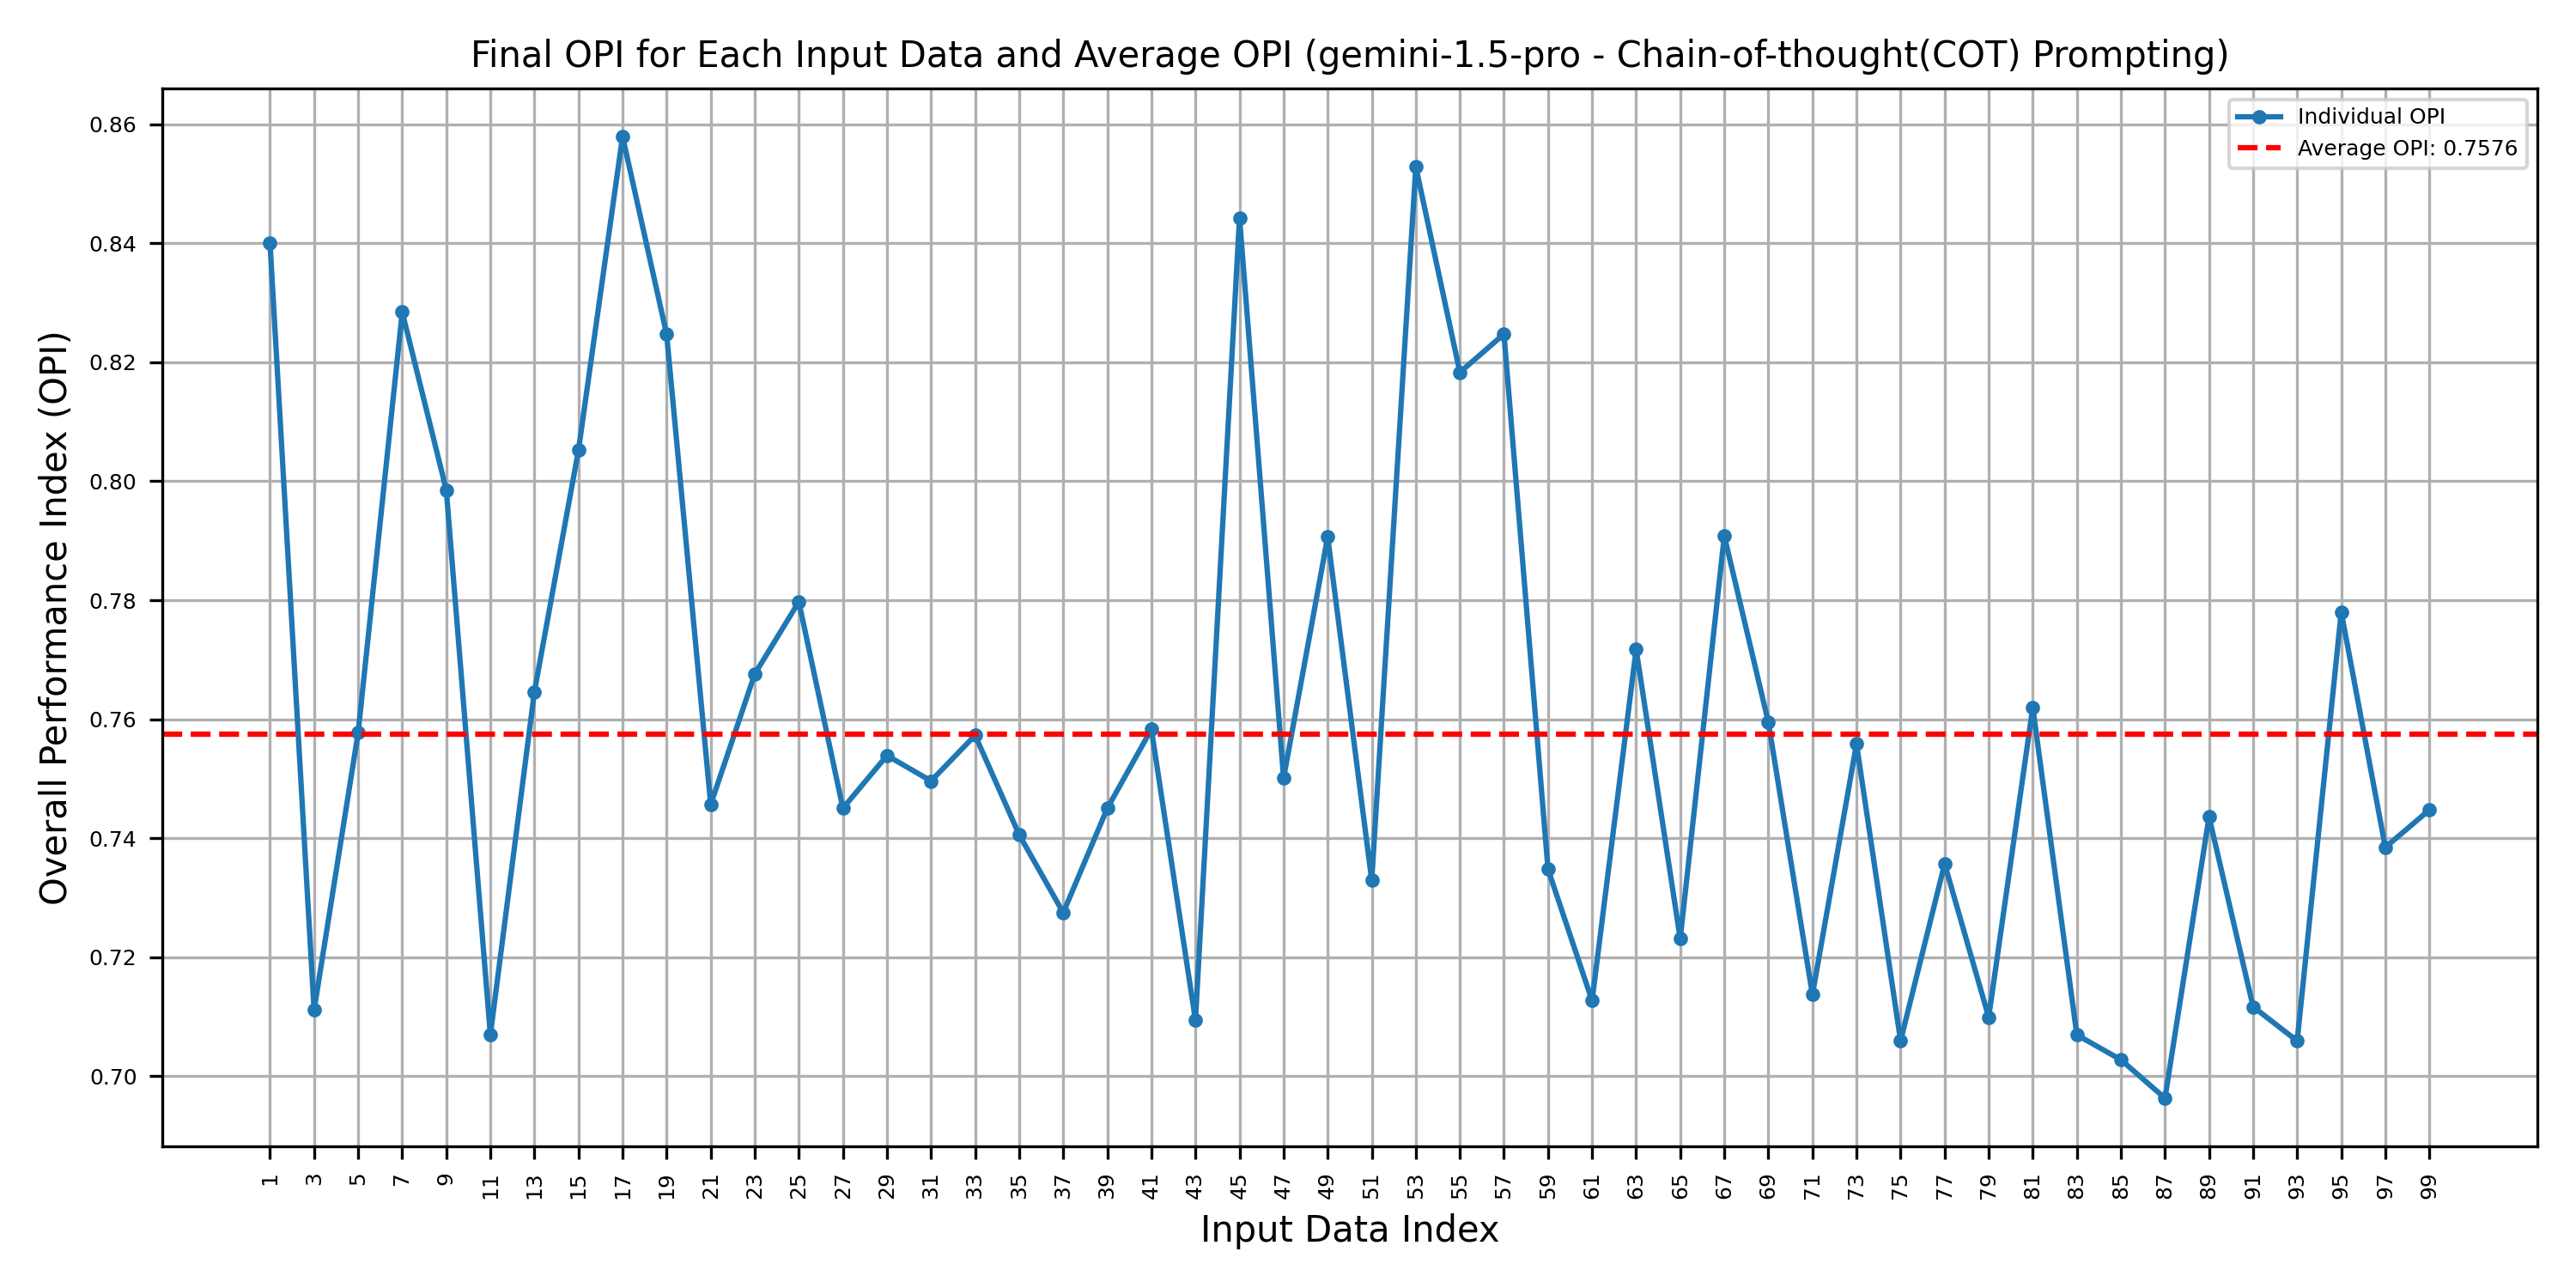 Final OPI for Each Input Data and Average OPI (gemini-1.5-pro - Chain-of-thought(COT) Prompting)
Individual OPI
Average OPI: 0.7576
Overall Performance Index (OPI)
0.86
0.84
0.82
0.80
0.78
0.76
0.74
0.72
0.70
1 3 5 7 9 11 13 15 17 19 21 23 25 27 29 31 33 35 37 39 41 43 45 47 49 51 53 55 57 59 61 63 65 67 69 71 73 75 77 79 81 83 85 87 89 91 93 95 97 99
Input Data Index